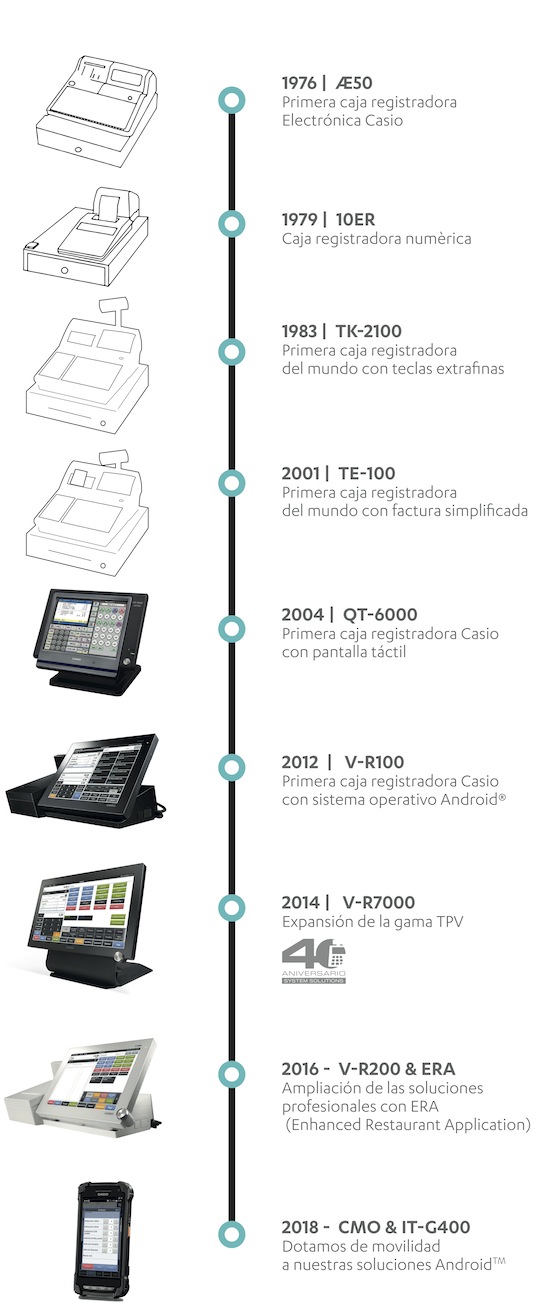 1976 | Æ50
Primera caja registradora
Electrónica Casio
1979 | 10ER
Caja registradora numèrica
1983 | TK-2100
Primera caja registradora
del mundo con teclas extrafinas
2001 | TE-100
Primera caja registradora
del mundo con factura simplificada
2004 | QT-6000
Primera caja registradora Casio
con pantalla táctil
2012 | V-R100
Primera caja registradora Casio
con sistema operativo Android®
2014 | V-R7000
Expansión de la gama TPV
40
ANIVERSARIO
SYSTEM SOLUTIONS
2016 - V-R200 & ERA
Ampliación de las soluciones
profesionales con ERA
(Enhanced Restaurant Application)
2018 - CMO & IT-G400
Dotamos de movilidad
a nuestras soluciones Android™